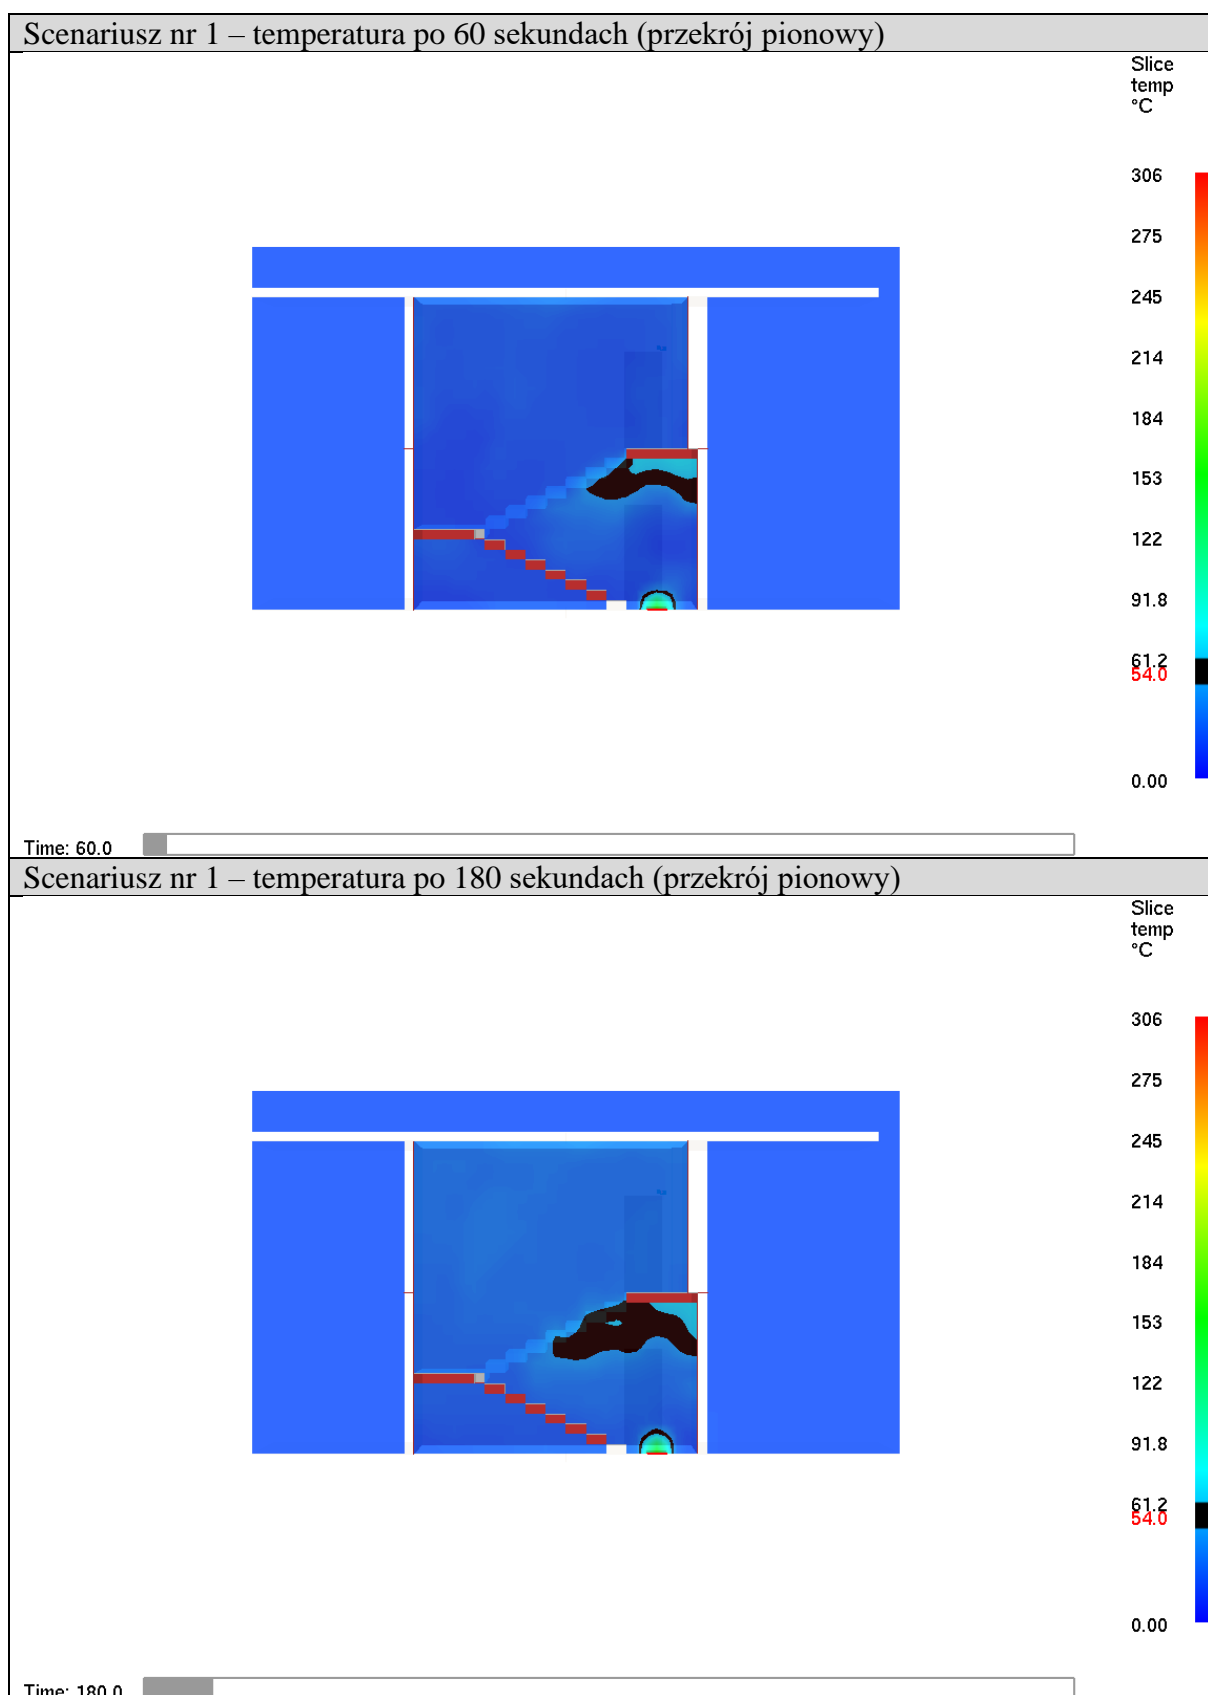 Scenariusz nr 1 – temperatura po 60 sekundach (przekrój pionowy)
Slice
temp
°C
306
275
245
214
184
153
122
91.8
61.2
54.0
0.00
Time: 60.0
Scenariusz nr 1 – temperatura po 180 sekundach (przekrój pionowy)
Slice
temp
°C
306
275
245
214
184
153
122
91.8
61.2
54.0
0.00
Time: 180.0